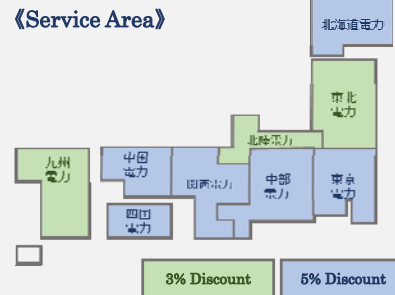 《Service Area》
北海道電力
東北
電力
北陸電力
九州
電力
中国
電力
関西電力
中部
電力
東京
電力
四国
電力
3% Discount
5% Discount